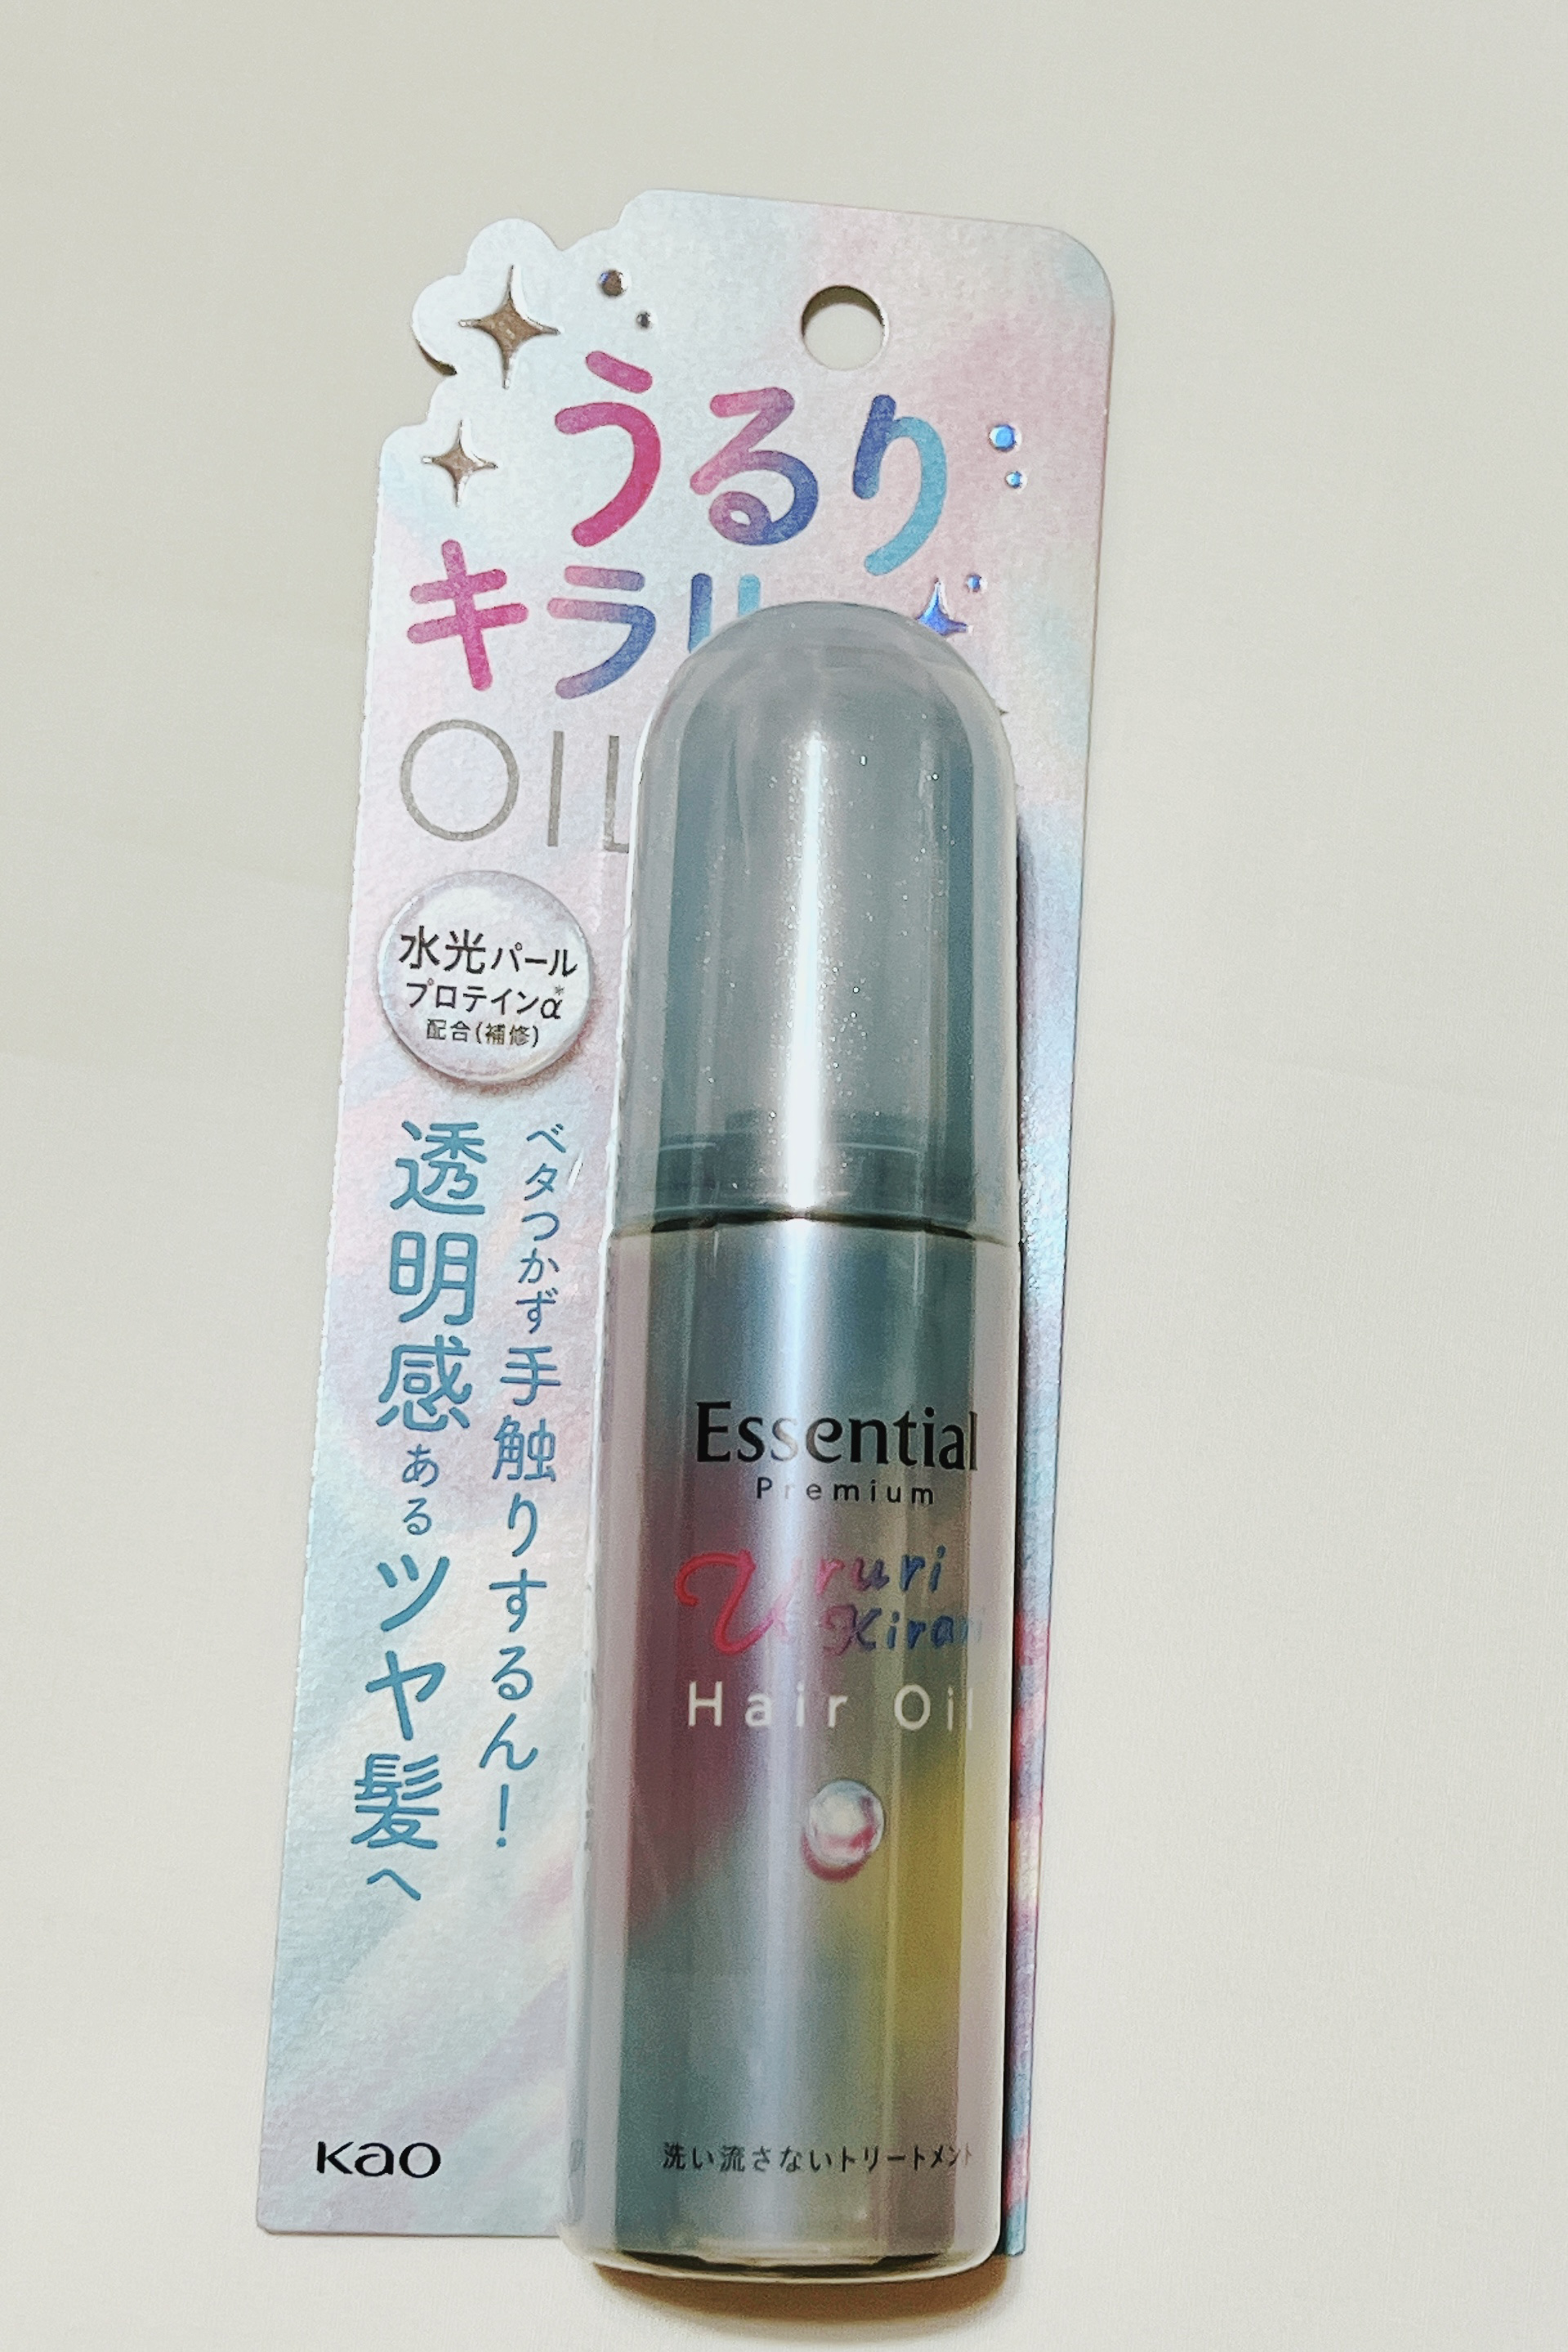 うるり
キラリ
OIL
水光パール
プロテインα*
配合(補修)
ベタつかず手触りするん!
透明感あるツヤ髪へ
Kao
Essential
Premium
Ururi
Kirari
Hair Oil
洗い流さないトリートメント